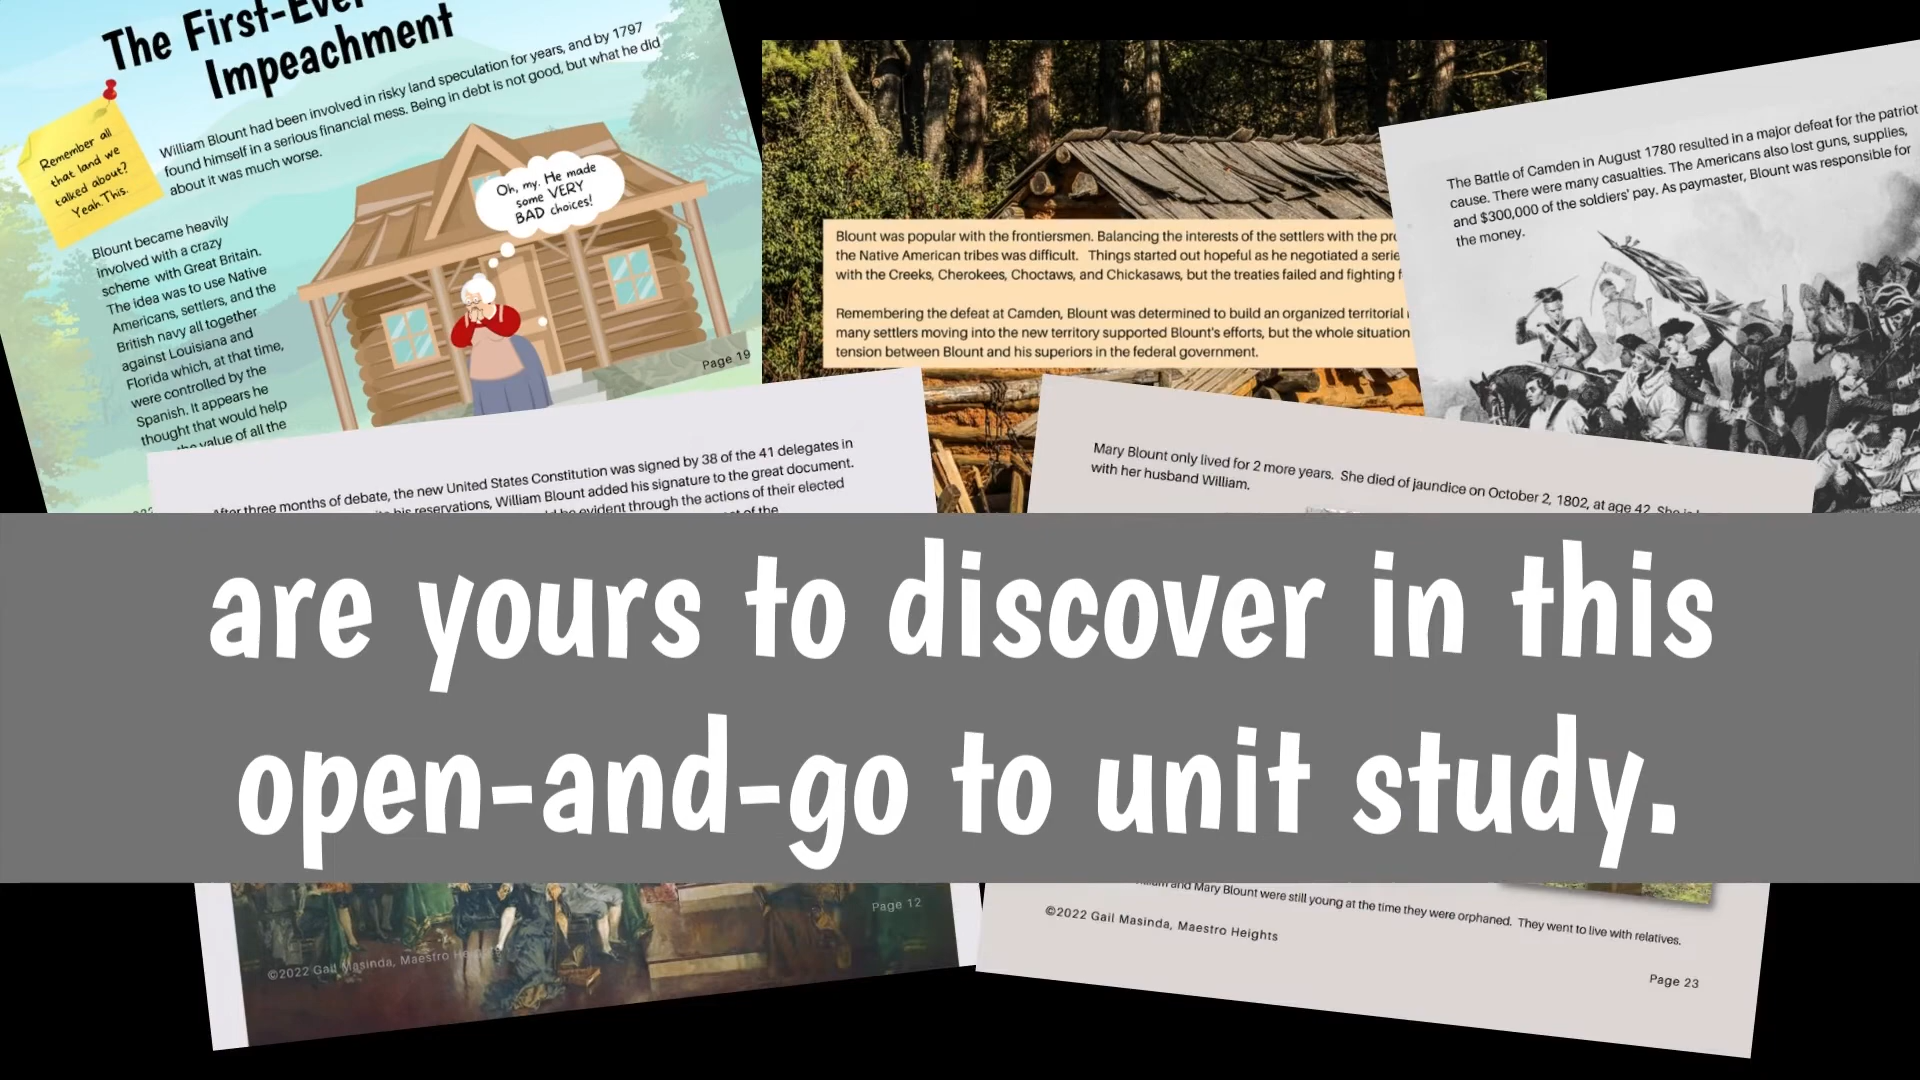 The First-Ever
Impeachment
William Blount had been involved in risky land speculation for years, and by 1797
found himself in a serious financial mess. Being in debt is not good, but what he did
about it was much worse.
Remember all
that land we
talked about?
Yeah. This.
Blount became heavily
involved with a crazy
scheme with Great Britain.
The idea was to use Native
Americans, settlers, and the
British navy all together
against Louisiana and
Florida which, at that time,
were controlled by the
Spanish. It appears he
thought that would help
the value of all the
Oh, my. He made
some VERY
BAD choices!
Page 19
Blount was popular with the frontiersmen. Balancing the interests of the settlers with the
the Native American tribes was difficult. Things started out hopeful as he negotiated a
with the Creeks, Cherokees, Choctaws, and Chickasaws, but the treaties failed and fighting
Remembering the defeat at Camden, Blount was determined to build an organized territorial
many settlers moving into the new territory supported Blount's efforts, but the whole situation
tension between Blount and his superiors in the federal government.
The Battle of Camden in August 1780 resulted in a major defeat for the patriot
cause. There were many casualties. The Americans also lost guns, supplies,
and $300,000 of the soldiers' pay. As paymaster, Blount was responsible for
the money.
After three months of debate, the new United States Constitution was signed by 38 of the 41 delegates in
his reservations, William Blount added his signature to the great document.
be evident through the actions of their elected
of the
Mary Blount only lived for 2 more years. She died of jaundice on October 2, 1802, at age 42. She is
with her husband William.
are yours to discover in this
open-and-go to unit study.
Page 12
©2022 Gail Masinda, Maestro Heights
and Mary Blount were still young at the time they were orphaned. They went to live with relatives.
©2022 Gail Masinda, Maestro Heights
Page 23